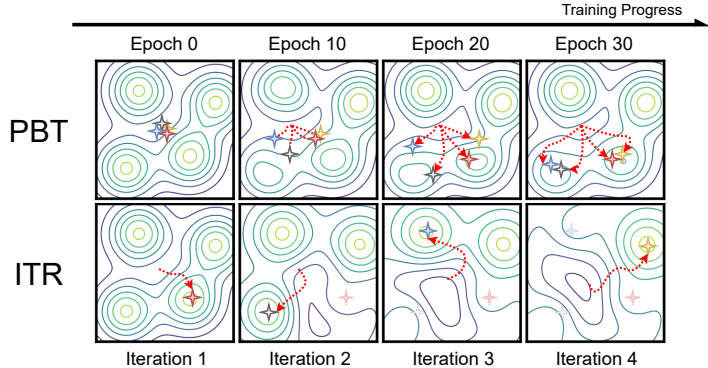 Training Progress
Epoch 0 Epoch 10 Epoch 20 Epoch 30
PBT
ITR
Iteration 1 Iteration 2 Iteration 3 Iteration 4